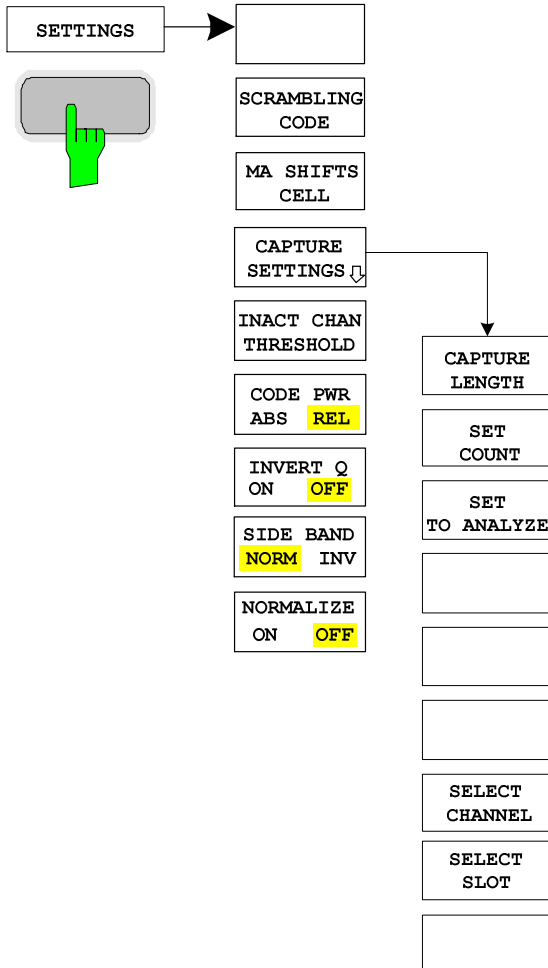 SETTINGS
SCRAMBLING
CODE
MA SHIFTS
CELL
CAPTURE
SETTINGS
INACT CHAN
THRESHOLD
CODE PWR
ABS REL
INVERT Q
ON OFF
SIDE BAND
NORM INV
NORMALIZE
ON OFF
CAPTURE
LENGTH
SET
COUNT
SET
TO ANALYZE
SELECT
CHANNEL
SELECT
SLOT